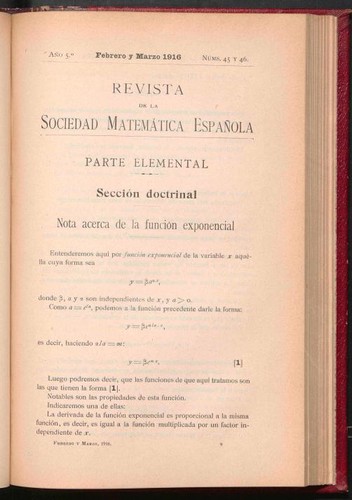 AÑO 5.º Febrero y Marzo 1916 NÚMS. 45 Y 46.
REVISTA
DE LA
SOCIEDAD MATEMÁTICA ESPAÑOLA
PARTE ELEMENTAL
Sección doctrinal
Nota acerca de la función exponencial
Entenderemos aquí por función exponencial de la variable x aqué-
lla cuya forma sea
donde β, α y a son independientes de x, y a > 0.
podemos a la función precedente darle la forma:
es decir, haciendo
[1]
Luego podremos decir, que las funciones de que aquí tratamos son
las que tienen la forma [1].
Notables son las propiedades de esta función.
Indicaremos una de ellas:
La derivada de la función exponencial es proporcional a la misma
función, es decir, es igual a la función multiplicada por un factor in-
dependiente de x.
FEBRERO Y MARZO, 1916.